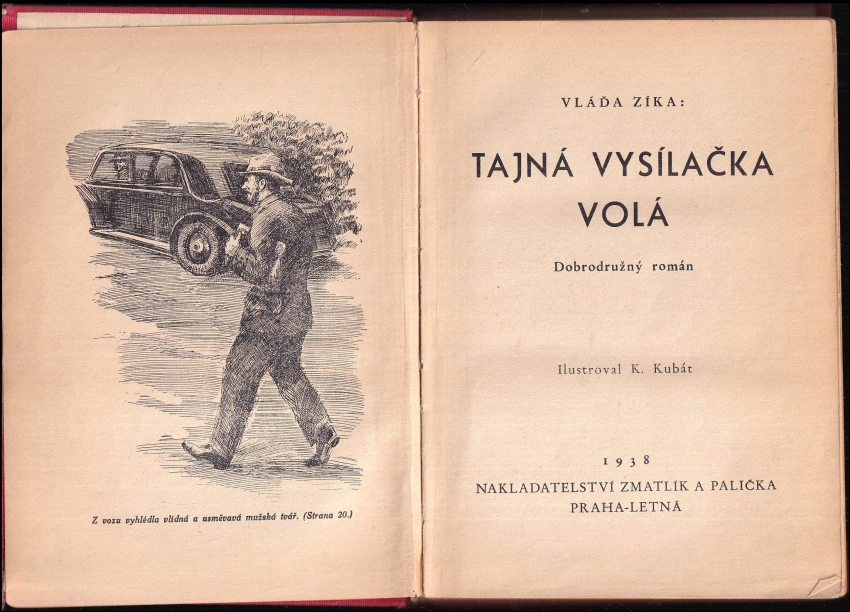 Z vozu vyhlédla vlídná a usměvavá mužská tvář. (Strana 20.)
VLÁĎA ZÍKA:
TAJNÁ VYSÍLAČKA
VOLÁ
Dobrodružný román
Ilustroval K. Kubát
1938
NAKLADATELSTVÍ ZMATLÍK A PALIČKA
PRAHA-LETNÁ